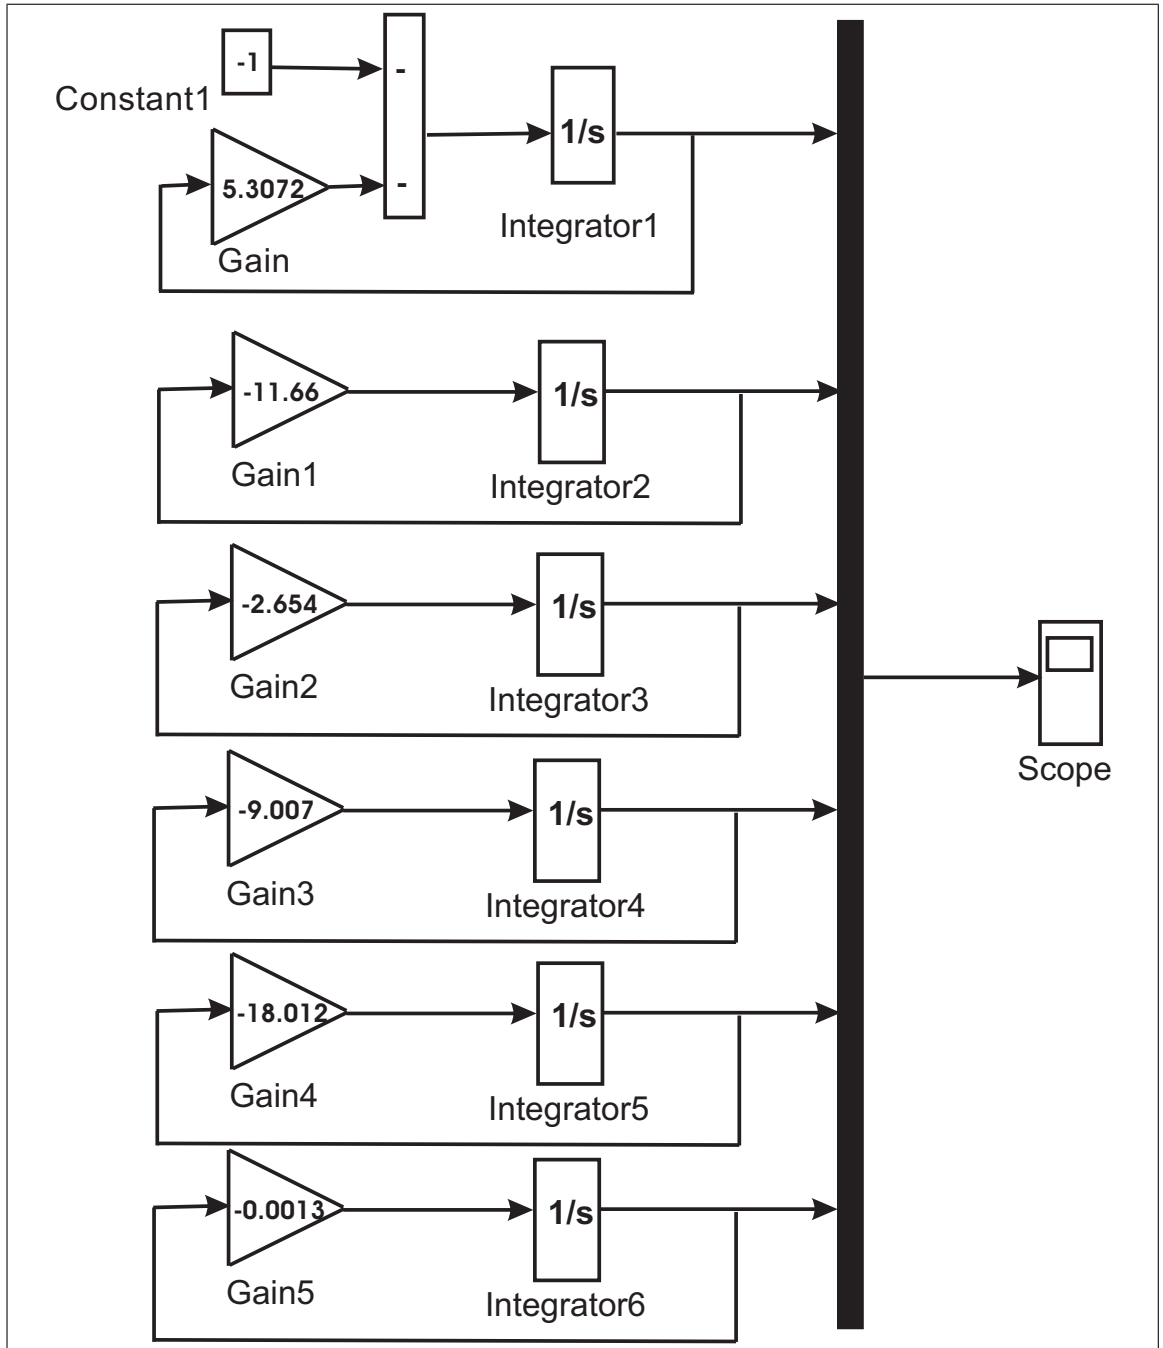 -1
-
Constant1
1/s
5.3072
-
Integrator1
Gain
-11.66
1/s
Gain1
Integrator2
-2.654
1/s
Gain2
Integrator3
Scope
-9.007
1/s
Gain3
Integrator4
-18.012
1/s
Gain4
Integrator5
-0.0013
1/s
Gain5
Integrator6